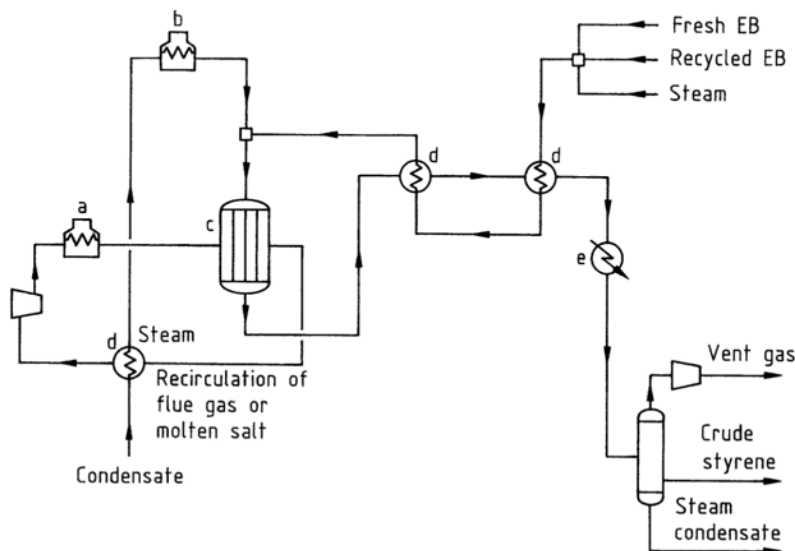 b
Fresh EB
Recycled EB
Steam
d
d
a
c
e
d
Steam
Recirculation of
flue gas or
molten salt
Condensate
Vent gas
Crude
styrene
Steam
condensate